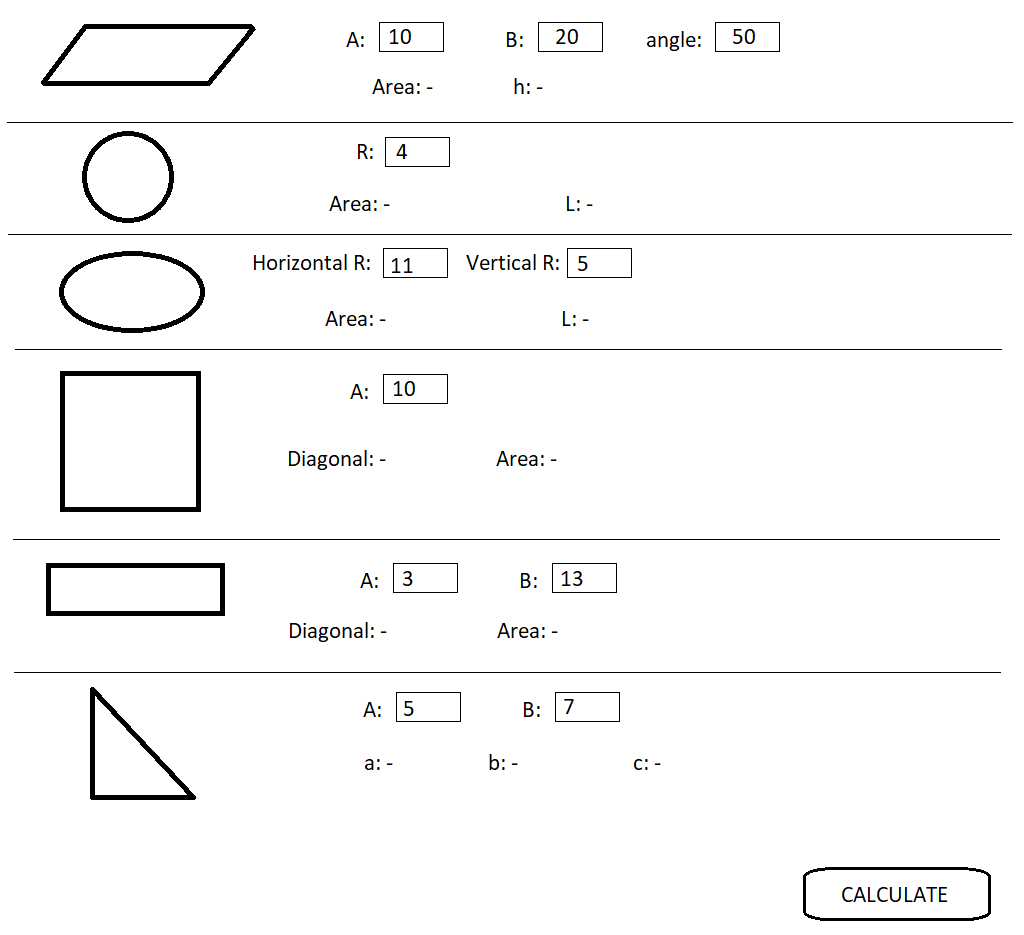 A: 10 B: 20 angle: 50
Area: - h: -
R: 4
Area: - L: -
Horizontal R: 11 Vertical R: 5
Area: - L: -
A: 10
Diagonal: - Area: -
A: 3 B: 13
Diagonal: - Area: -
A: 5 B: 7
a: - b: - c: -
CALCULATE